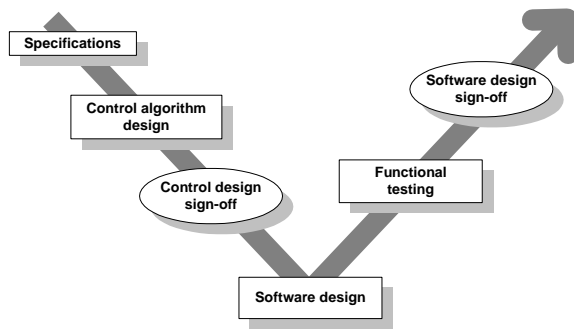 Specifications
Control algorithm
design
Control design
sign-off
Software design
Functional
testing
Software design
sign-off